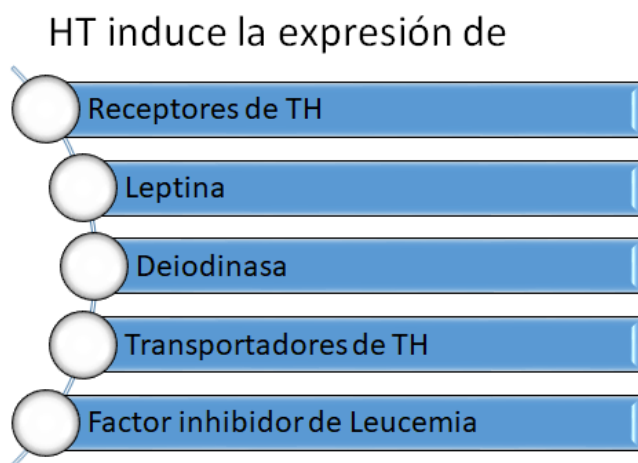 HT induce la expresión de
Receptores de TH
Leptina
Deiodinasa
Transportadores de TH
Factor inhibidor de Leucemia